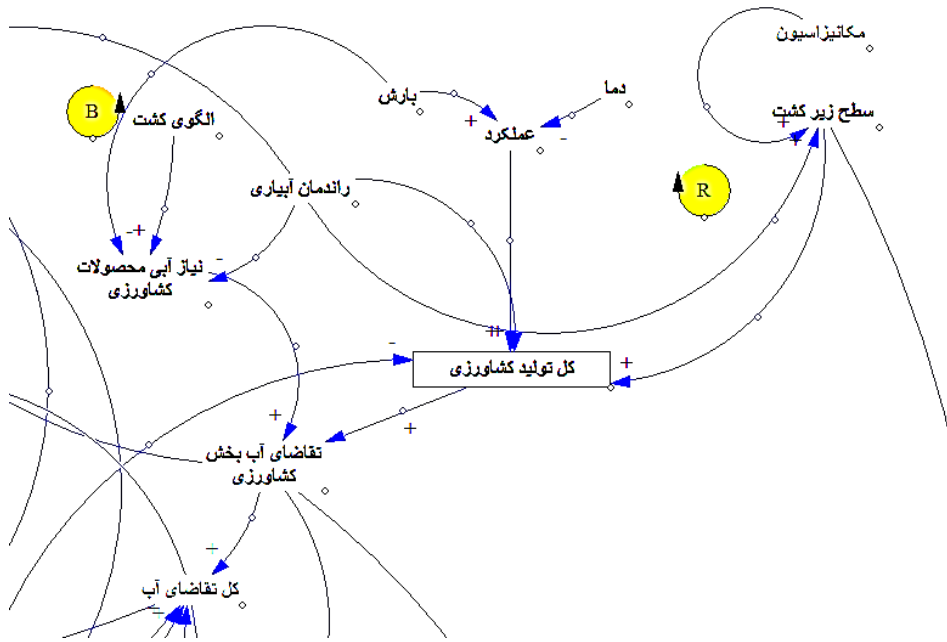 مکانیزاسیون
سطح زیر کشت
+
+
R
دما
-
بارش
+
عملکرد
B
الگوی کشت
راندمان آبیاری
-+
-
نیاز آبی محصولات
کشاورزی
++
-
کل تولید کشاورزی
+
+
+
تقاضای آب بخش
کشاورزی
+
کل تقاضای آب
+